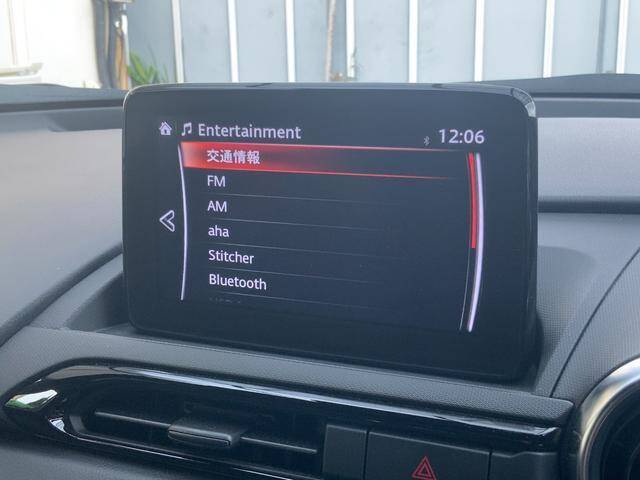 Entertainment
12:06
交通情報
FM
AM
aha
Stitcher
Bluetooth